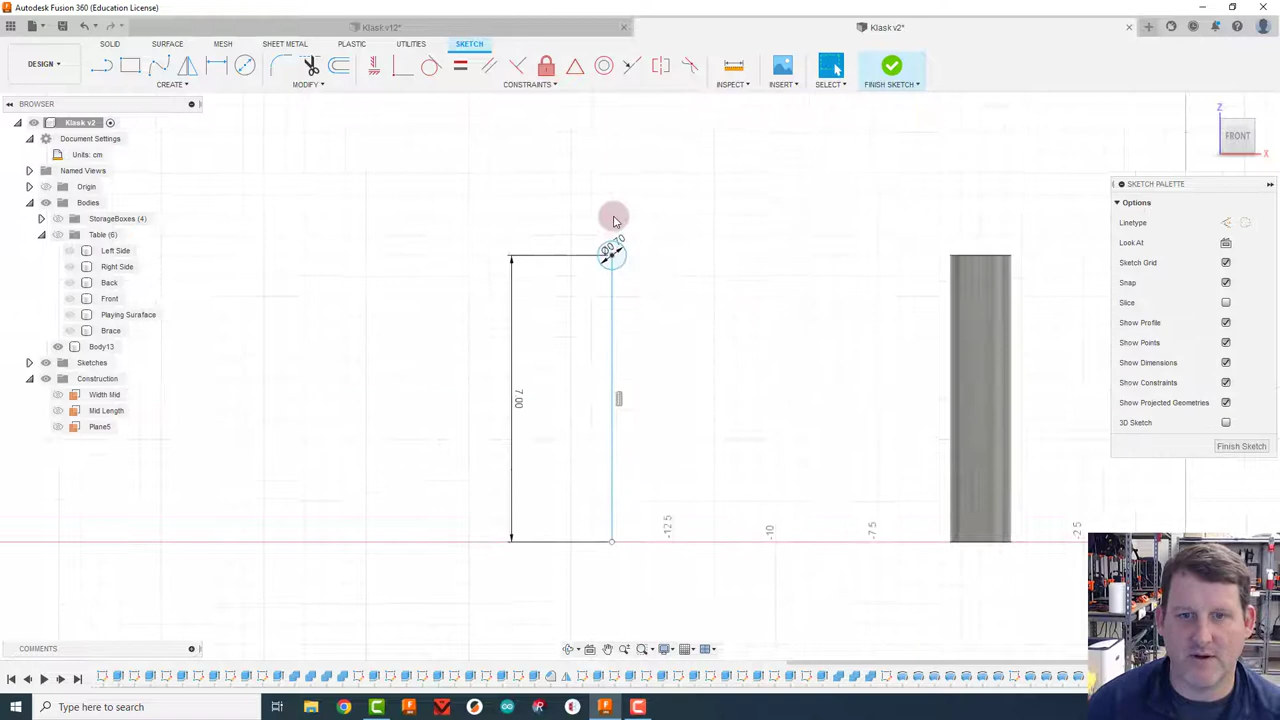 Autodesk Fusion 360 (Education License)
Klask v12*
Klask v2*
DESIGN
SOLID
SURFACE
MESH
SHEET METAL
PLASTIC
UTILITIES
SKETCH
CREATE
MODIFY
CONSTRAINTS
INSPECT
INSERT
SELECT
FINISH SKETCH
BROWSER
Klask v2
Document Settings
Units: cm
Named Views
Origin
Bodies
StorageBoxes (4)
Table (6)
Left Side
Right Side
Back
Front
Playing Suraface
Brace
Body13
Sketches
Construction
Width Mid
Mid Length
Plane5
Ø0.70
7.00
-12.5
-10
-7.5
-2.5
Z
FRONT
X
SKETCH PALETTE
Options
Linetype
Look At
Sketch Grid
Snap
Slice
Show Profile
Show Points
Show Dimensions
Show Constraints
Show Projected Geometries
3D Sketch
Finish Sketch
COMMENTS
Type here to search